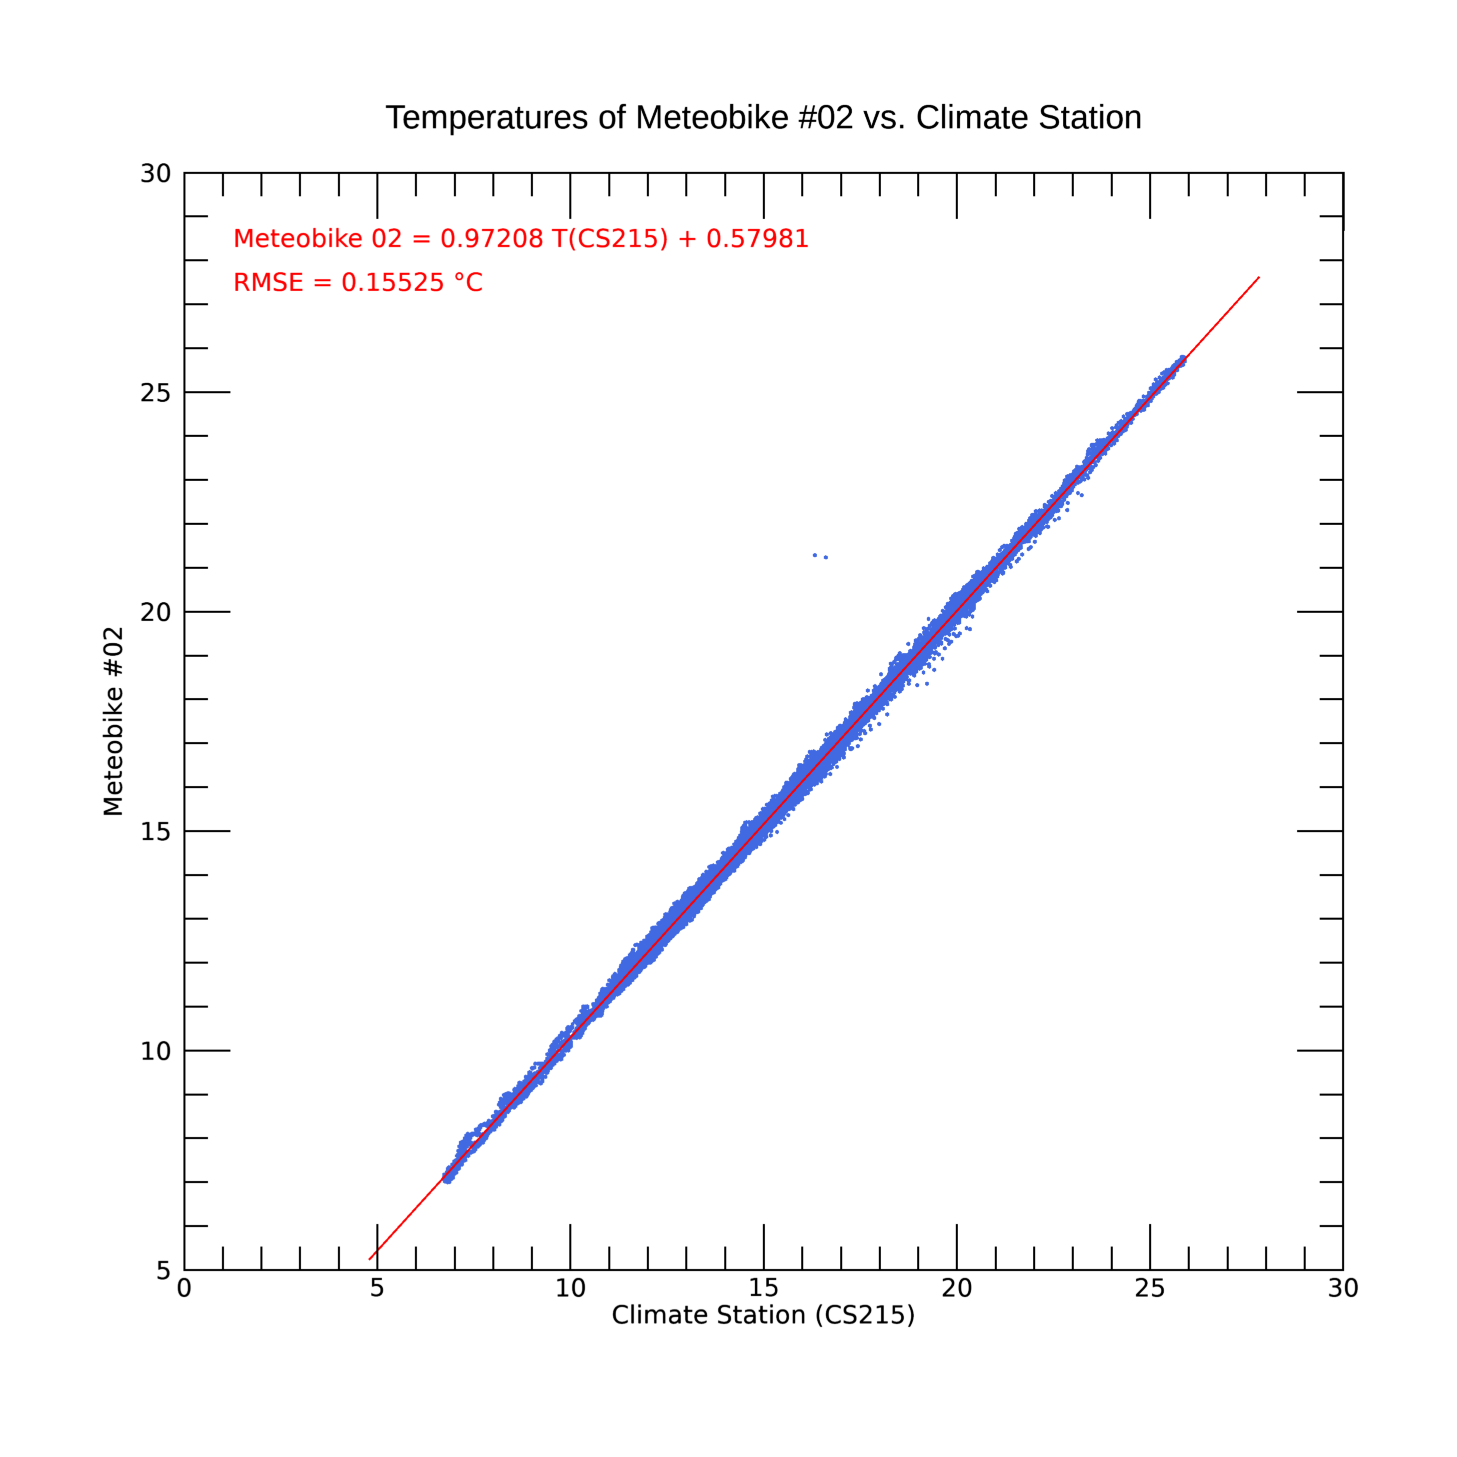 Temperatures of Meteobike #02 vs. Climate Station
30
Meteobike 02 = 0.97208 T(CS215) + 0.57981
RMSE = 0.15525 °C
25
20
Meteobike #02
15
10
5
0 5 10 15 20 25 30
Climate Station (CS215)